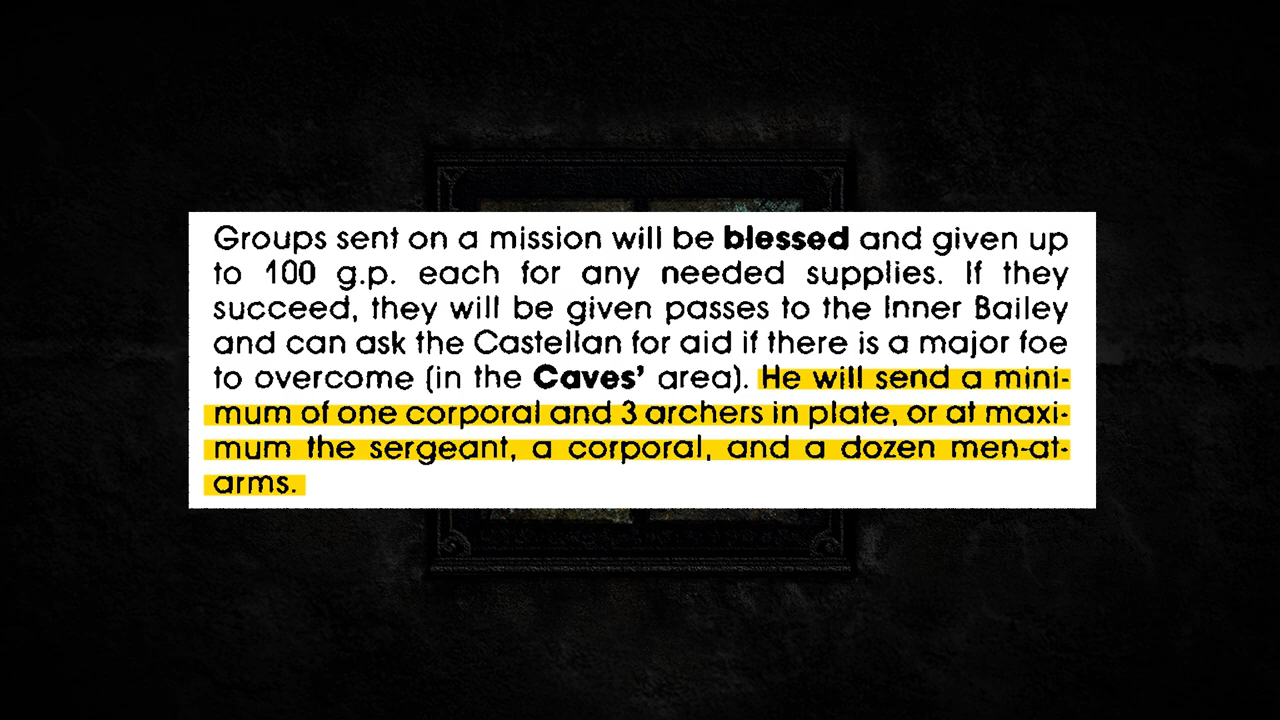 Groups sent on a mission will be blessed and given up
to 100 g.p. each for any needed supplies. If they
succeed, they will be given passes to the Inner Bailey
and can ask the Castellan for aid if there is a major foe
to overcome (in the Caves' area). He will send a mini-
mum of one corporal and 3 archers in plate, or at maxi-
mum the sergeant, a corporal, and a dozen men-at-
arms.